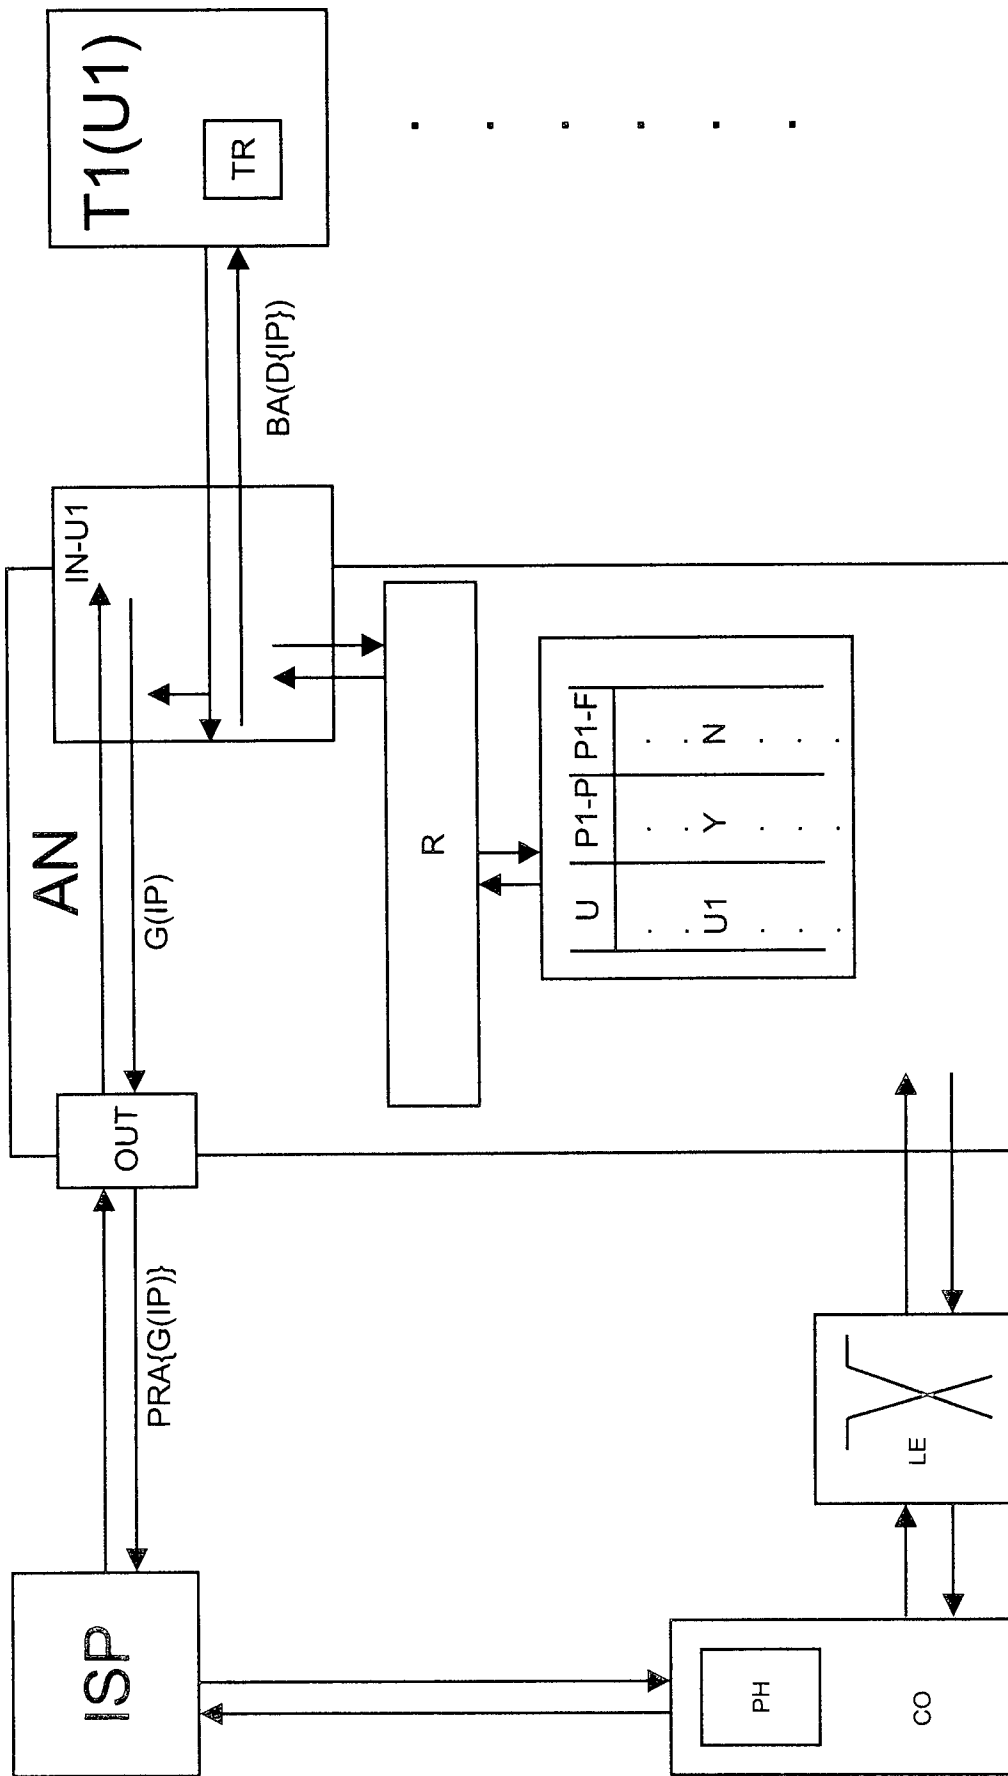 T1(U1)
TR
BA(D{IP})
IN-U1
AN
G(IP)
R
U P1-P P1-F
U1 Y N
OUT
PRA{G(IP)}
ISP
LE
PH
CO